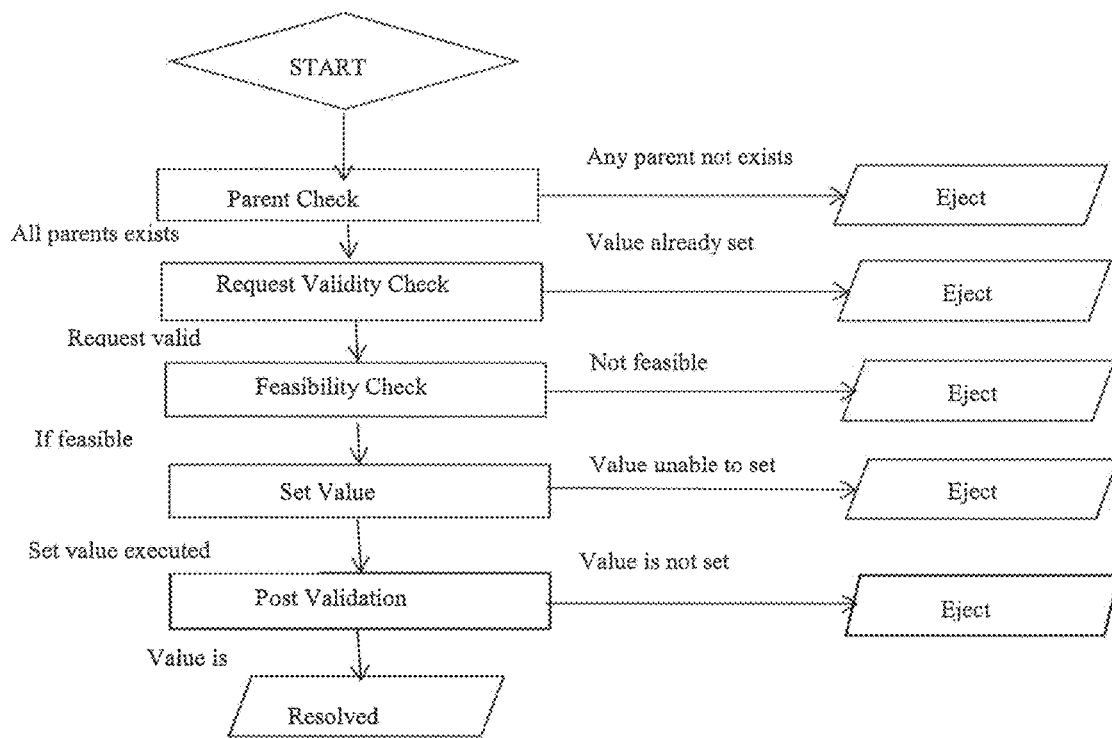 START
Any parent not exists
Parent Check
Eject
All parents exists
Value already set
Request Validity Check
Eject
Request valid
Not feasible
Feasibility Check
Eject
If feasible
Value unable to set
Set Value
Eject
Set value executed
Value is not set
Post Validation
Eject
Value is
Resolved